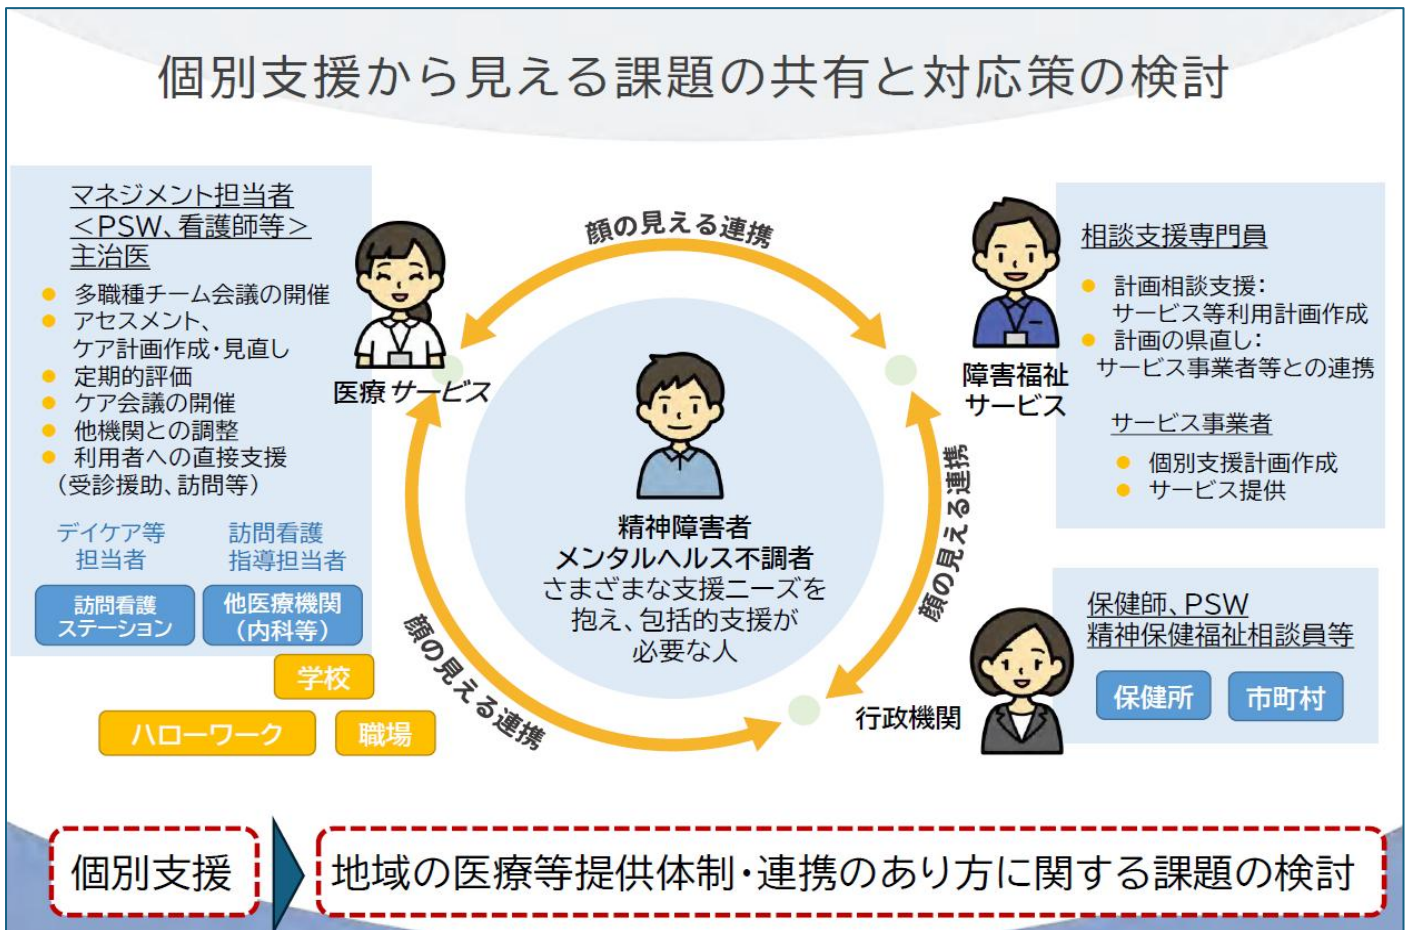 個別支援から見える課題の共有と対応策の検討
マネジメント担当者
＜PSW、看護師等＞
主治医
● 多職種チーム会議の開催
● アセスメント、
ケア計画作成・見直し
● 定期的評価
● ケア会議の開催
● 他機関との調整
● 利用者への直接支援
（受診援助、訪問等）
デイケア等
担当者
訪問看護
指導担当者
訪問看護
ステーション
他医療機関
（内科等）
学校
ハローワーク
職場
医療サービス
顔の見える連携
顔の見える連携
顔の見える連携
精神障害者
メンタルヘルス不調者
さまざまな支援ニーズを
抱え、包括的支援が
必要な人
障害福祉
サービス
相談支援専門員
● 計画相談支援：
サービス等利用計画作成
● 計画の県直し：
サービス事業者等との連携
サービス事業者
● 個別支援計画作成
● サービス提供
行政機関
保健師、PSW
精神保健福祉相談員等
保健所
市町村
個別支援
地域の医療等提供体制・連携のあり方に関する課題の検討